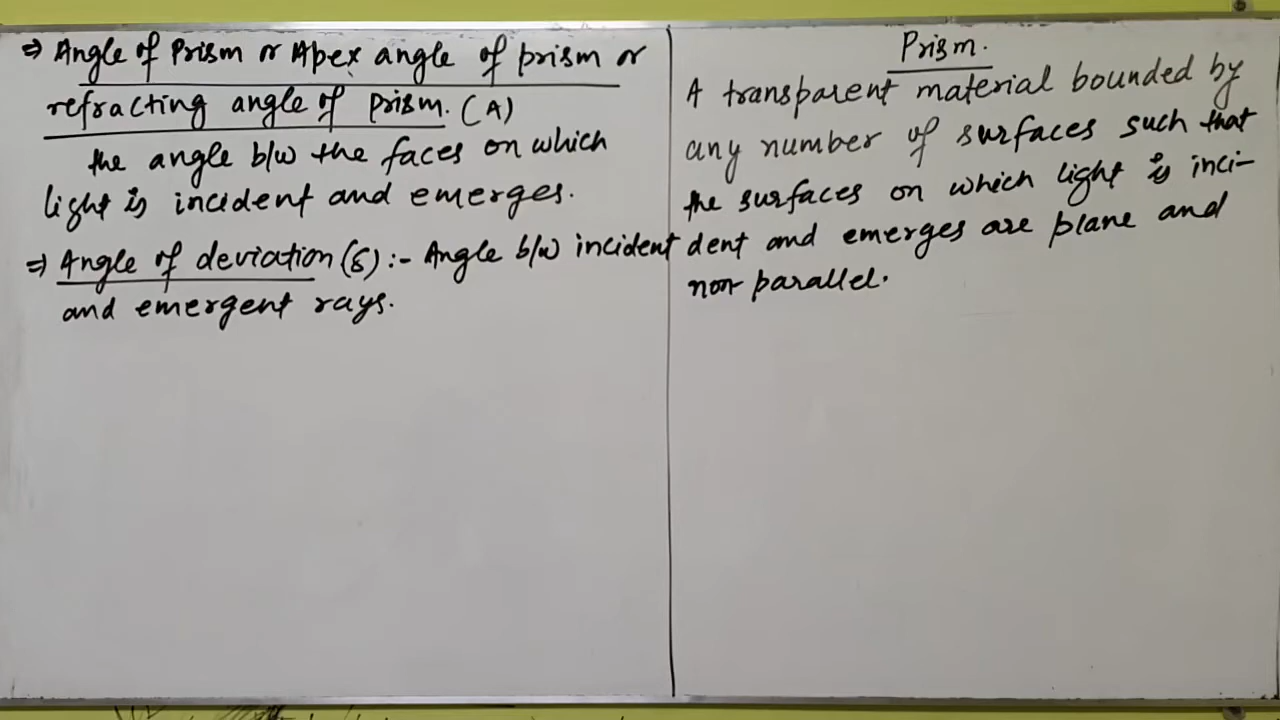 ⇒ Angle of Prism or Apex angle of prism or
refracting angle of prism. (A)
the angle b/w the faces on which
light is incident and emerges.
⇒ Angle of deviation (δ) :- Angle b/w incident
and emergent rays.
Prism.
A transparent material bounded by
any number of surfaces such that
the surfaces on which light is inci-
dent and emerges are plane and
non parallel.